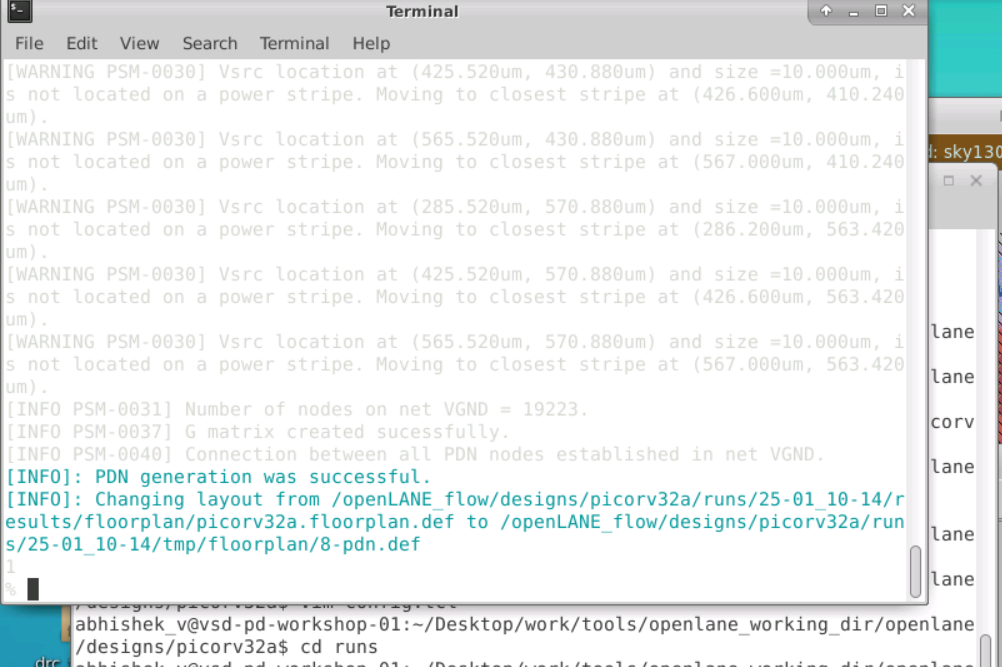 Terminal
File Edit View Search Terminal Help
[WARNING PSM-0030] Vsrc location at (425.520um, 430.880um) and size =10.000um, i
s not located on a power stripe. Moving to closest stripe at (426.600um, 410.240
um).
[WARNING PSM-0030] Vsrc location at (565.520um, 430.880um) and size =10.000um, i
s not located on a power stripe. Moving to closest stripe at (567.000um, 410.240
um).
[WARNING PSM-0030] Vsrc location at (285.520um, 570.880um) and size =10.000um, i
s not located on a power stripe. Moving to closest stripe at (286.200um, 563.420
um).
[WARNING PSM-0030] Vsrc location at (425.520um, 570.880um) and size =10.000um, i
s not located on a power stripe. Moving to closest stripe at (426.600um, 563.420
um).
[WARNING PSM-0030] Vsrc location at (565.520um, 570.880um) and size =10.000um, i
s not located on a power stripe. Moving to closest stripe at (567.000um, 563.420
um).
[INFO PSM-0031] Number of nodes on net VGND = 19223.
[INFO PSM-0037] G matrix created sucessfully.
[INFO PSM-0040] Connection between all PDN nodes established in net VGND.
[INFO]: PDN generation was successful.
[INFO]: Changing layout from /openLANE_flow/designs/picorv32a/runs/25-01_10-14/r
esults/floorplan/picorv32a.floorplan.def to /openLANE_flow/designs/picorv32a/run
s/25-01_10-14/tmp/floorplan/8-pdn.def
1
%
d: sky130
lane
lane
corv
lane
lane
lane
/designs/picorv32a$ vim config.tcl
abhishek_v@vsd-pd-workshop-01:~/Desktop/work/tools/openlane_working_dir/openlane
/designs/picorv32a$ cd runs
abhishek_v@vsd-pd-workshop-01:~/Desktop/work/tools/openlane_working_dir/openlane
drc